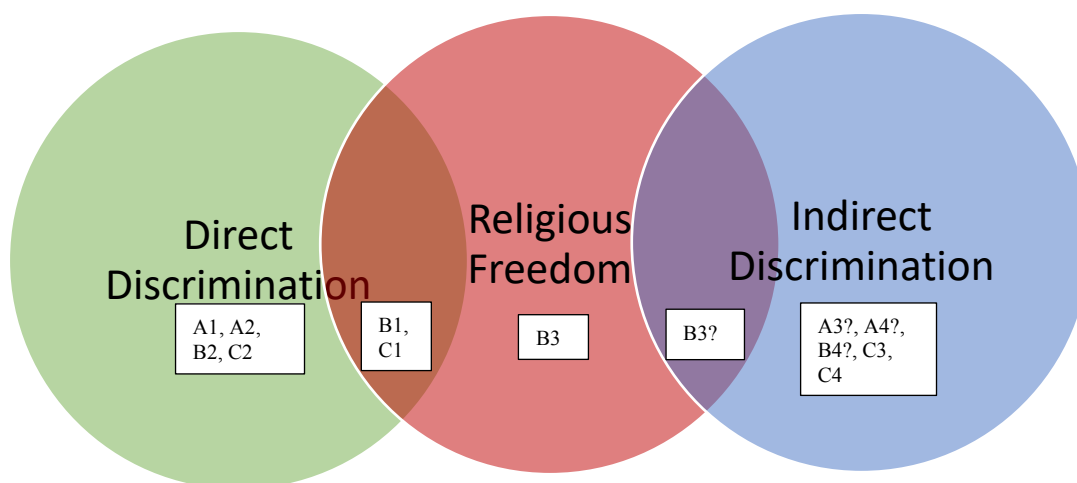 Direct
Discrimination
Religious
Freedom
Indirect
Discrimination
A1, A2,
B2, C2
B1,
C1
B3
B3?
A3?, A4?,
B4?, C3,
C4